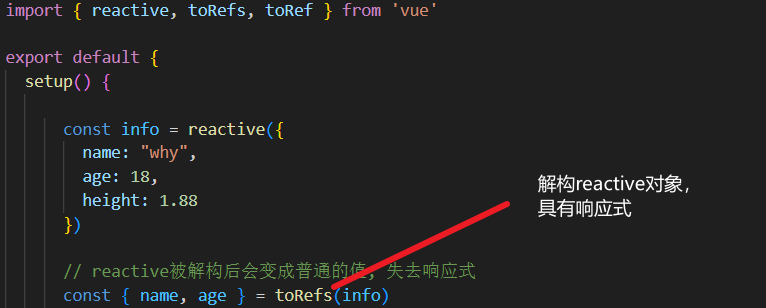 import { reactive, toRefs, toRef } from 'vue'
export default {
setup() {
const info = reactive({
name: "why",
age: 18,
height: 1.88
})
解构reactive对象，
具有响应式
// reactive被解构后会变成普通的值, 失去响应式
const { name, age } = toRefs(info)